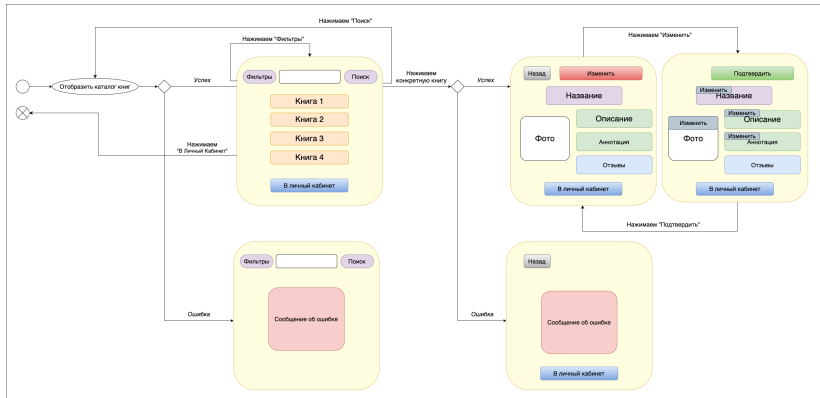 Нажимаем "Поиск"
Нажимаем "Фильтры"
Нажимаем "Изменить"
Отобразить каталог книг
Успех
Фильтры
Поиск
Книга 1
Книга 2
Книга 3
Книга 4
В личный кабинет
Нажимаем
"В Личный Кабинет"
Нажимаем
конкретную книгу
Успех
Назад
Изменить
Название
Фото
Описание
Аннотация
Отзывы
В личный кабинет
Подтвердить
Изменить
Название
Изменить
Описание
Изменить
Фото
Изменить
Аннотация
Отзывы
В личный кабинет
Нажимаем "Подтвердить"
Ошибка
Фильтры
Поиск
Сообщение об ошибке
Ошибка
Назад
Сообщение об ошибке
В личный кабинет